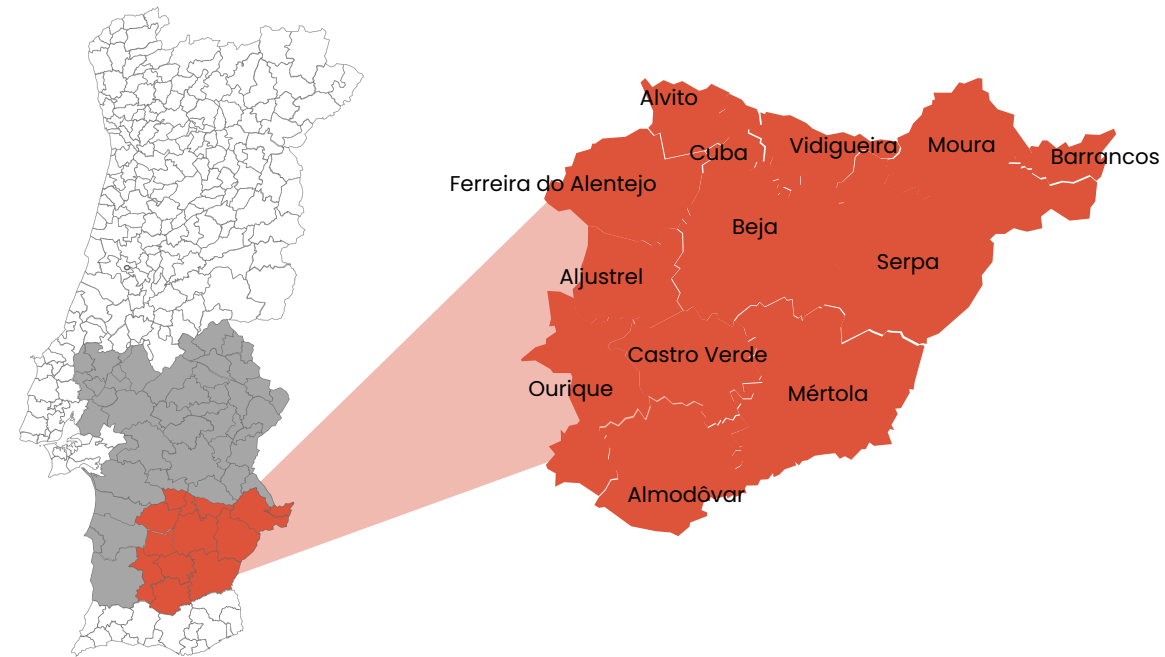 Alvito
Cuba
Vidigueira
Moura
Barrancos
Ferreira do Alentejo
Beja
Serpa
Aljustrel
Castro Verde
Ourique
Mértola
Almodôvar